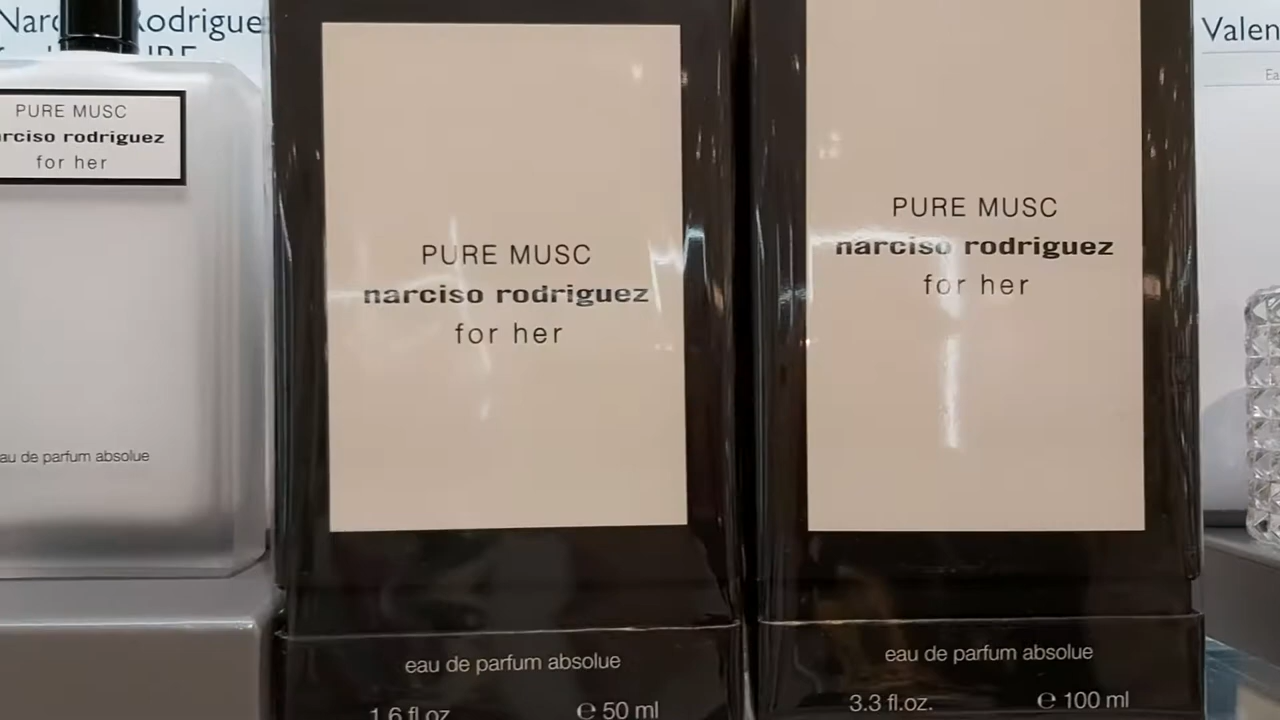 Rodriguez
PURE MUSC
narciso rodriguez
for her
eau de parfum absolue
PURE MUSC
narciso rodriguez
for her
eau de parfum absolue
1.6 fl.oz. ℮ 50 ml
PURE MUSC
narciso rodriguez
for her
eau de parfum absolue
3.3 fl.oz. ℮ 100 ml